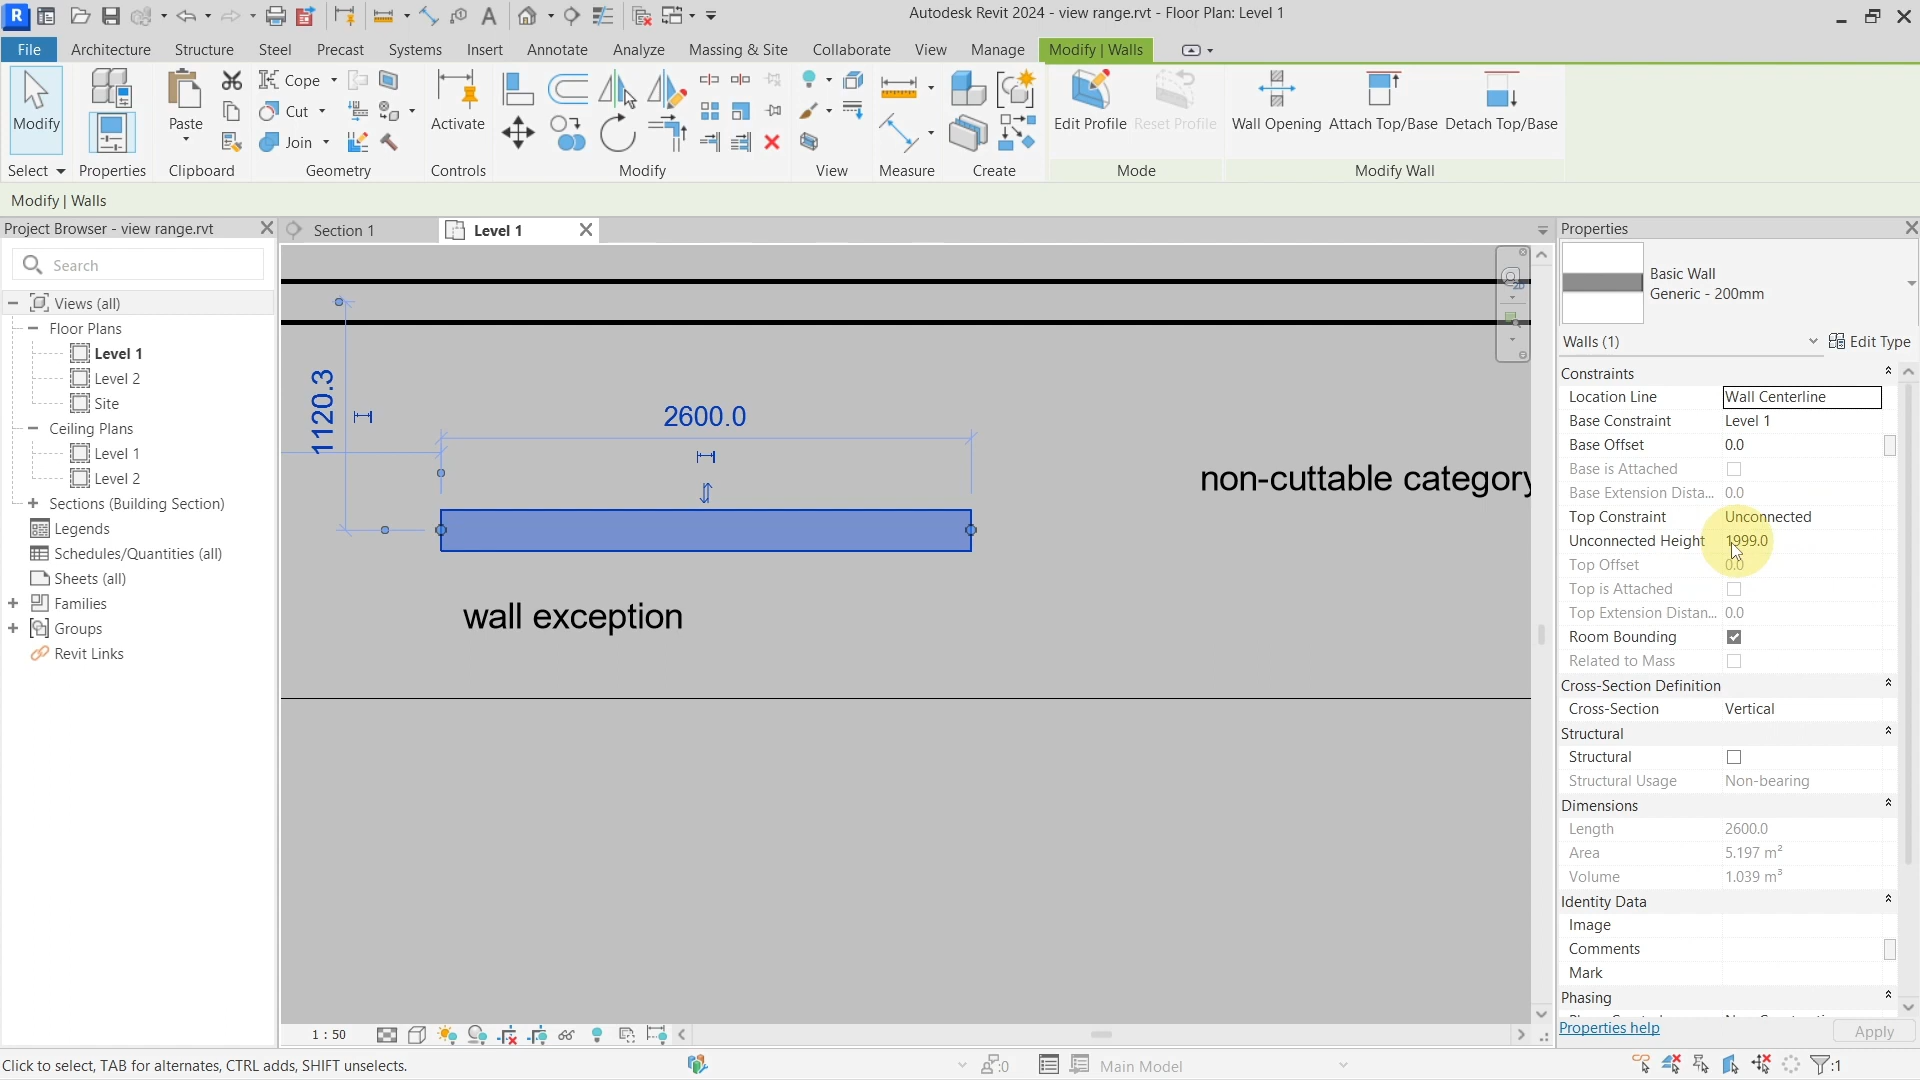 Autodesk Revit 2024 - view range.rvt - Floor Plan: Level 1
File Architecture Structure Steel Precast Systems Insert Annotate Analyze Massing & Site Collaborate View Manage Modify | Walls
Modify Paste Cope Cut Join Activate Edit Profile Reset Profile Wall Opening Attach Top/Base Detach Top/Base
Select Properties Clipboard Geometry Controls Modify View Measure Create Mode Modify Wall
Modify | Walls
Project Browser - view range.rvt
Search
Views (all)
Floor Plans
Level 1
Level 2
Site
Ceiling Plans
Level 1
Level 2
Sections (Building Section)
Legends
Schedules/Quantities (all)
Sheets (all)
Families
Groups
Revit Links
Section 1 Level 1
1120.3
2600.0
non-cuttable category
wall exception
1 : 50
Properties
Basic Wall
Generic - 200mm
Walls (1) Edit Type
Constraints
Location Line Wall Centerline
Base Constraint Level 1
Base Offset 0.0
Base is Attached
Base Extension Dista... 0.0
Top Constraint Unconnected
Unconnected Height 1999.0
Top Offset 0.0
Top is Attached
Top Extension Distan... 0.0
Room Bounding
Related to Mass
Cross-Section Definition
Cross-Section Vertical
Structural
Structural
Structural Usage Non-bearing
Dimensions
Length 2600.0
Area 5.197 m²
Volume 1.039 m³
Identity Data
Image
Comments
Mark
Phasing
Properties help Apply
Click to select, TAB for alternates, CTRL adds, SHIFT unselects. :0 Main Model :1